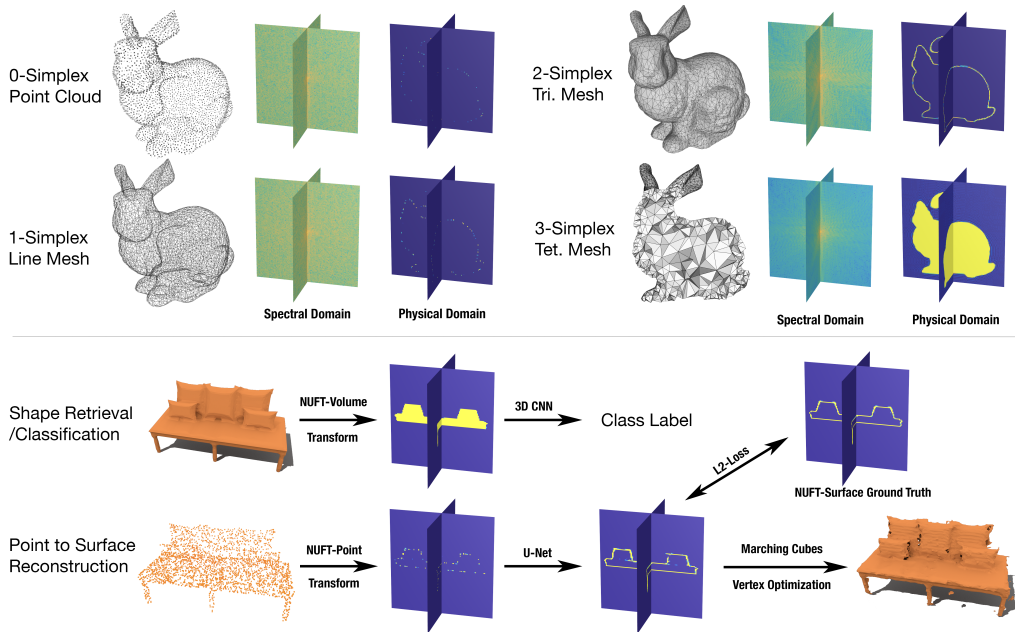 0-Simplex
Point Cloud
2-Simplex
Tri. Mesh
1-Simplex
Line Mesh
3-Simplex
Tet. Mesh
Spectral Domain
Physical Domain
Spectral Domain
Physical Domain
Shape Retrieval
/Classification
NUFT-Volume
Transform
3D CNN
Class Label
L2-Loss
NUFT-Surface Ground Truth
Point to Surface
Reconstruction
NUFT-Point
Transform
U-Net
Marching Cubes
Vertex Optimization